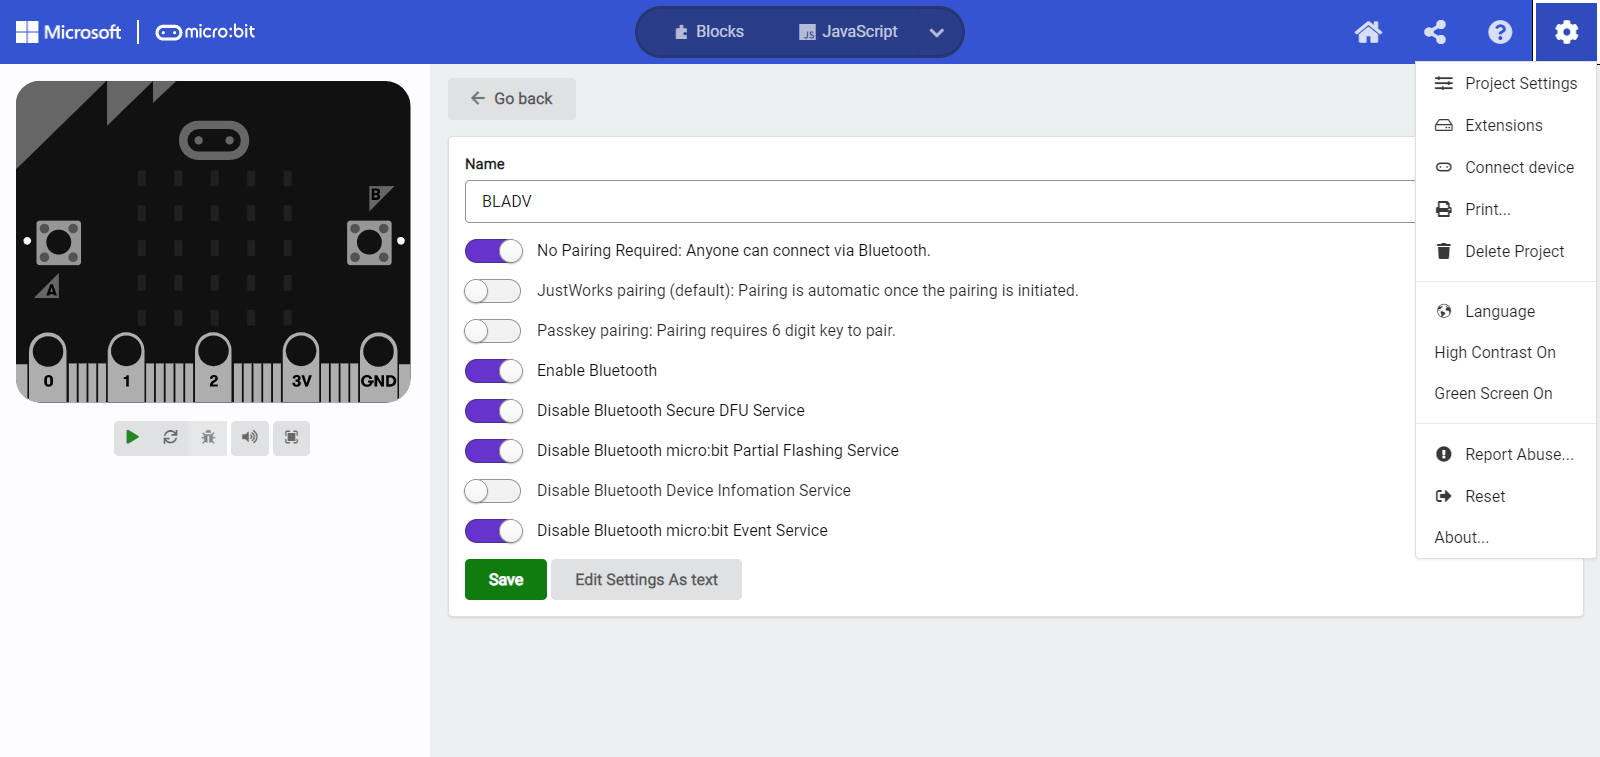 Microsoft micro:bit
Blocks JavaScript
JS
Project Settings
Extensions
Connect device
Print...
Delete Project
Language
High Contrast On
Green Screen On
Report Abuse...
Reset
About...
B
A
0 1 2 3V GND
Go back
Name
BLADV
No Pairing Required: Anyone can connect via Bluetooth.
JustWorks pairing (default): Pairing is automatic once the pairing is initiated.
Passkey pairing: Pairing requires 6 digit key to pair.
Enable Bluetooth
Disable Bluetooth Secure DFU Service
Disable Bluetooth micro:bit Partial Flashing Service
Disable Bluetooth Device Infomation Service
Disable Bluetooth micro:bit Event Service
Save Edit Settings As text